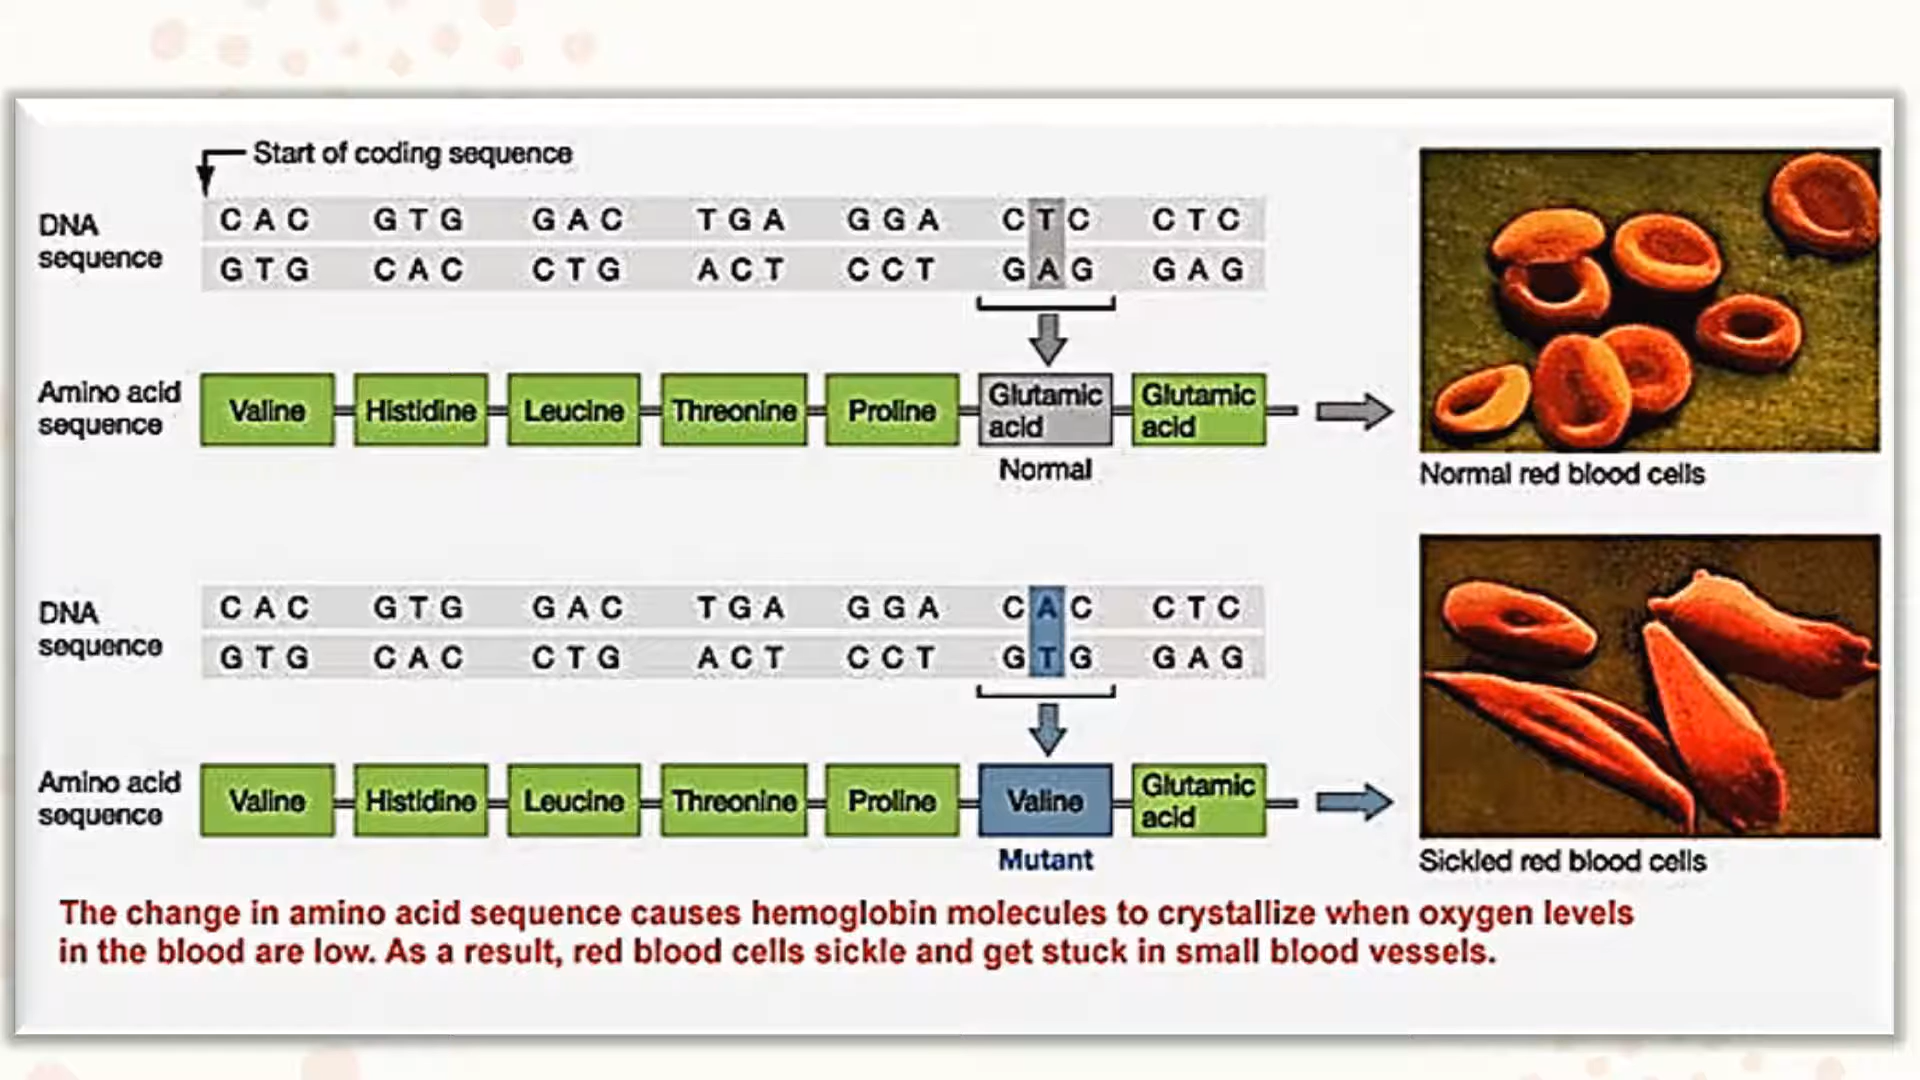 Start of coding sequence
DNA
sequence
C A C G T G G A C T G A G G A C T C C T C
G T G C A C C T G A C T C C T G A G G A G
Amino acid
sequence
Valine Histidine Leucine Threonine Proline Glutamic
acid Glutamic
acid
Normal
Normal red blood cells
DNA
sequence
C A C G T G G A C T G A G G A C A C C T C
G T G C A C C T G A C T C C T G T G G A G
Amino acid
sequence
Valine Histidine Leucine Threonine Proline Valine Glutamic
acid
Mutant
Sickled red blood cells
The change in amino acid sequence causes hemoglobin molecules to crystallize when oxygen levels
in the blood are low. As a result, red blood cells sickle and get stuck in small blood vessels.